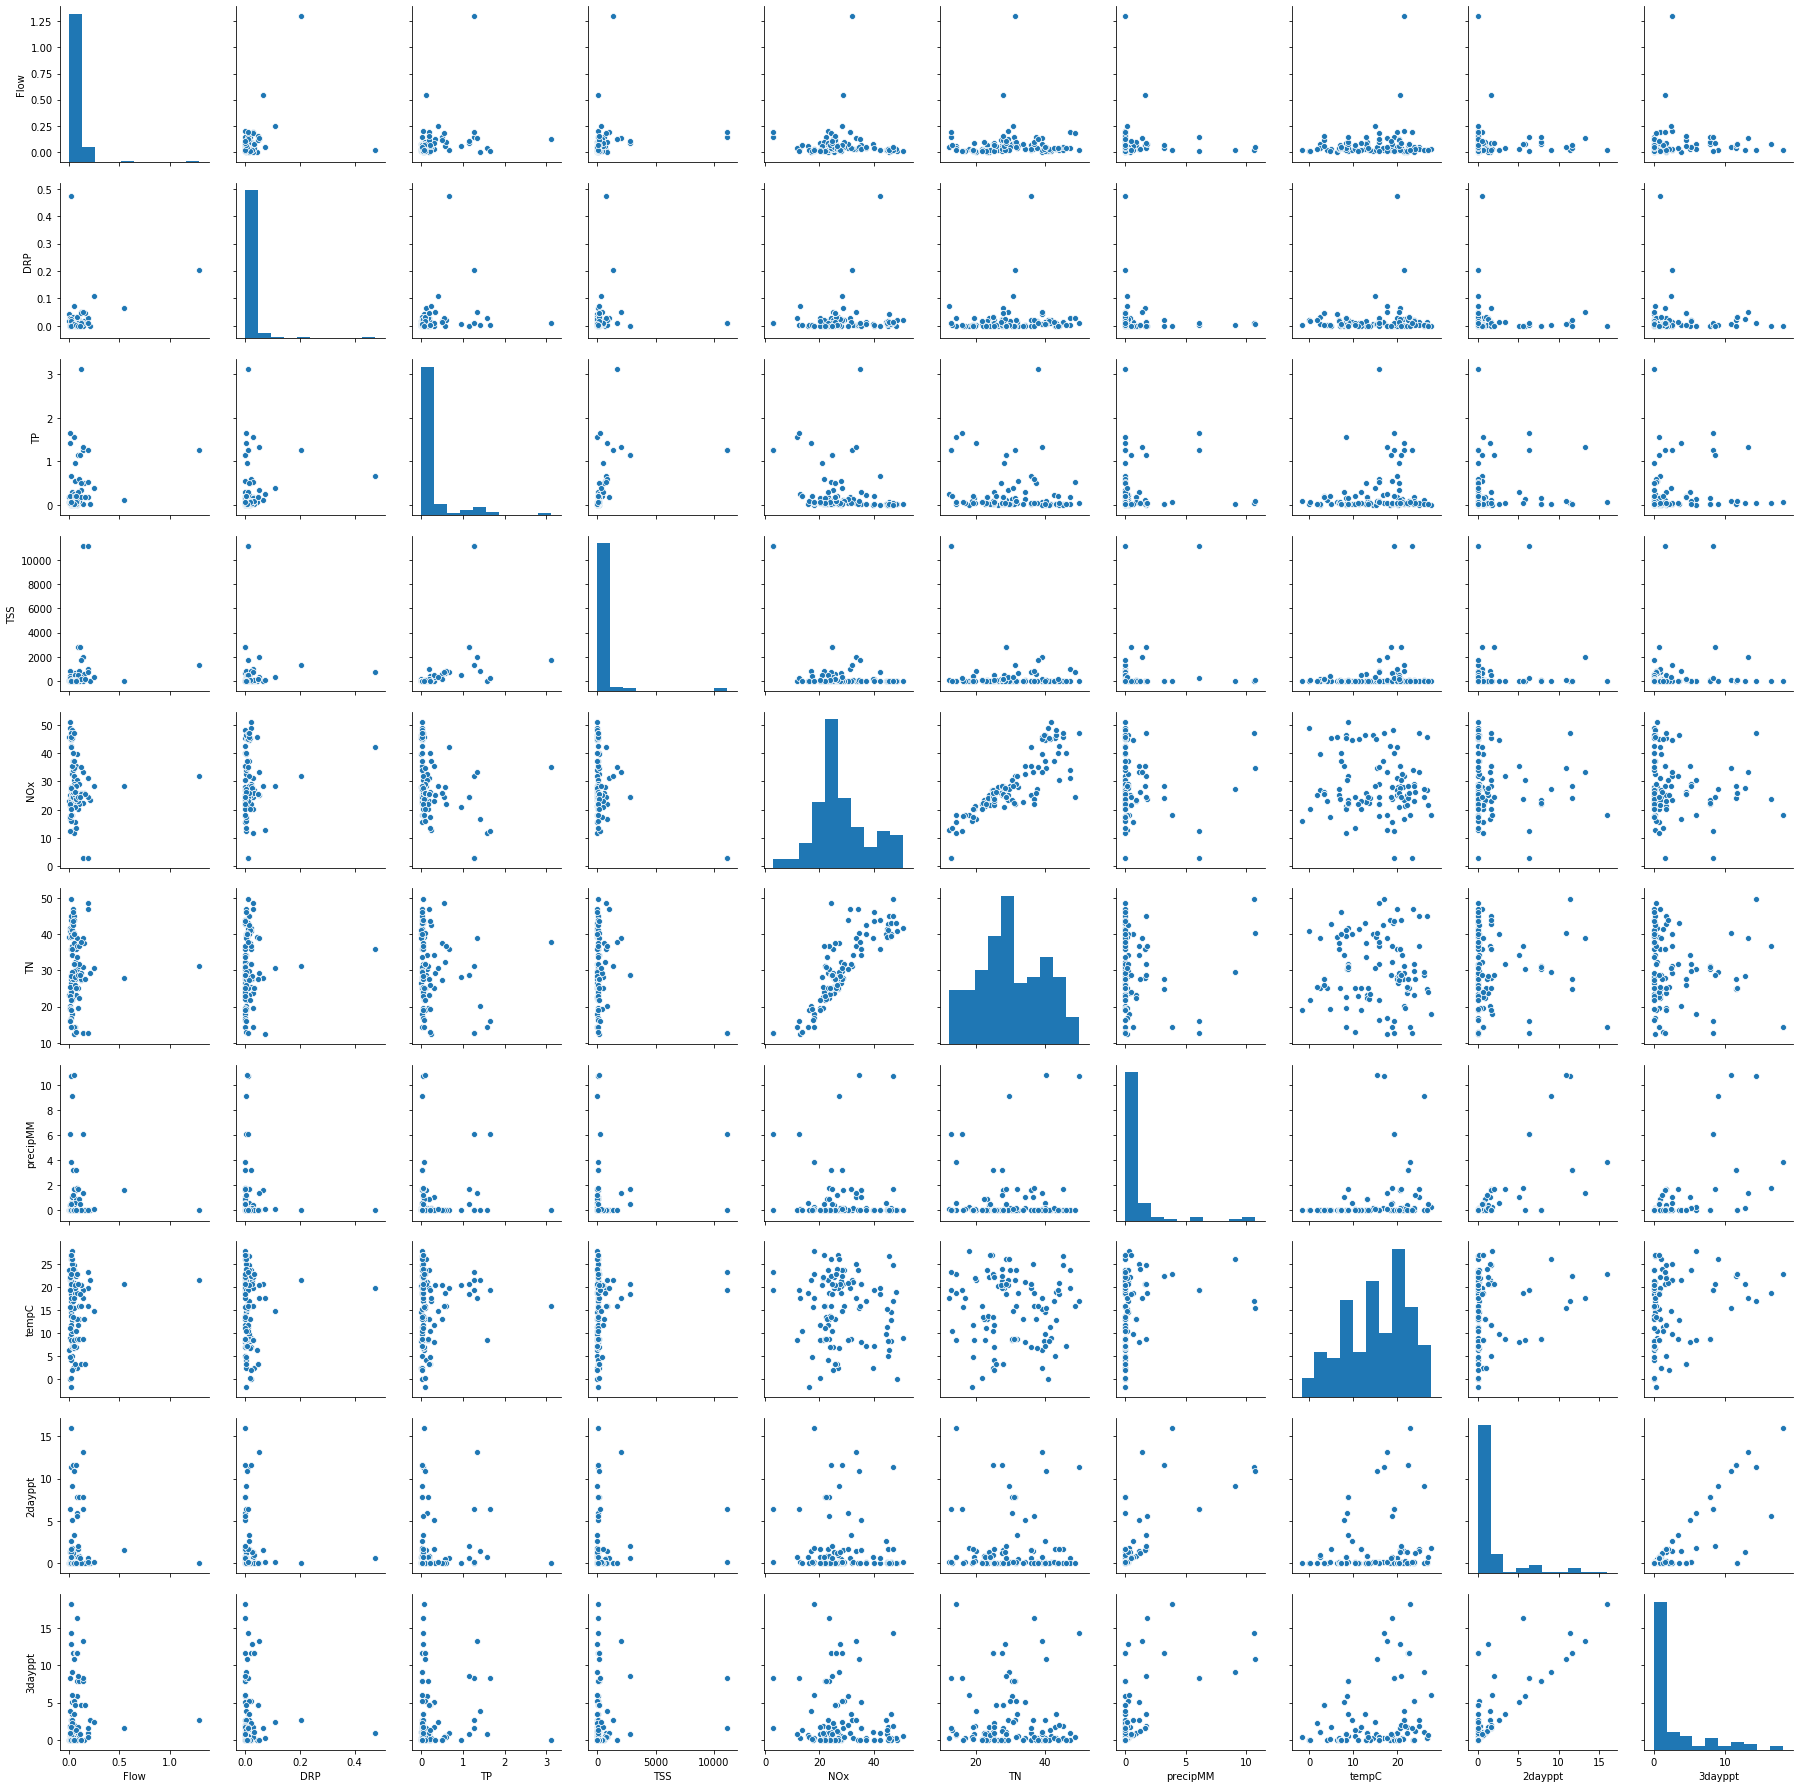 1.25
1.00
0.75
0.50
0.25
0.00
Flow
0.5
0.4
0.3
0.2
0.1
0.0
DRP
3
2
1
0
TP
10000
8000
6000
4000
2000
0
TSS
50
40
30
20
10
0
NOx
50
40
30
20
10
TN
10
8
6
4
2
0
precipMM
25
20
15
10
5
0
tempC
15
10
5
0
2dayppt
15
10
5
0
3dayppt
0.0 0.5 1.0
Flow
0.0 0.2 0.4
DRP
0 1 2 3
TP
0 5000 10000
TSS
0 20 40
NOx
20 30 40
TN
0 5 10
precipMM
0 10 20
tempC
0 5 10 15
2dayppt
0 10
3dayppt